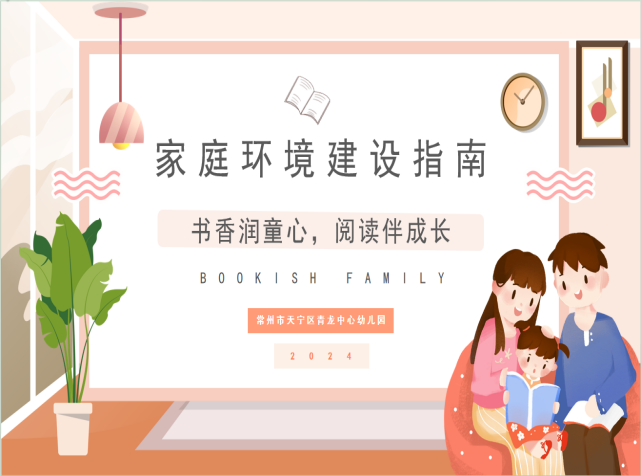 家庭环境建设指南
书香润童心，阅读伴成长
BOOKISH FAMILY
常州市天宁区青龙中心幼儿园
2024